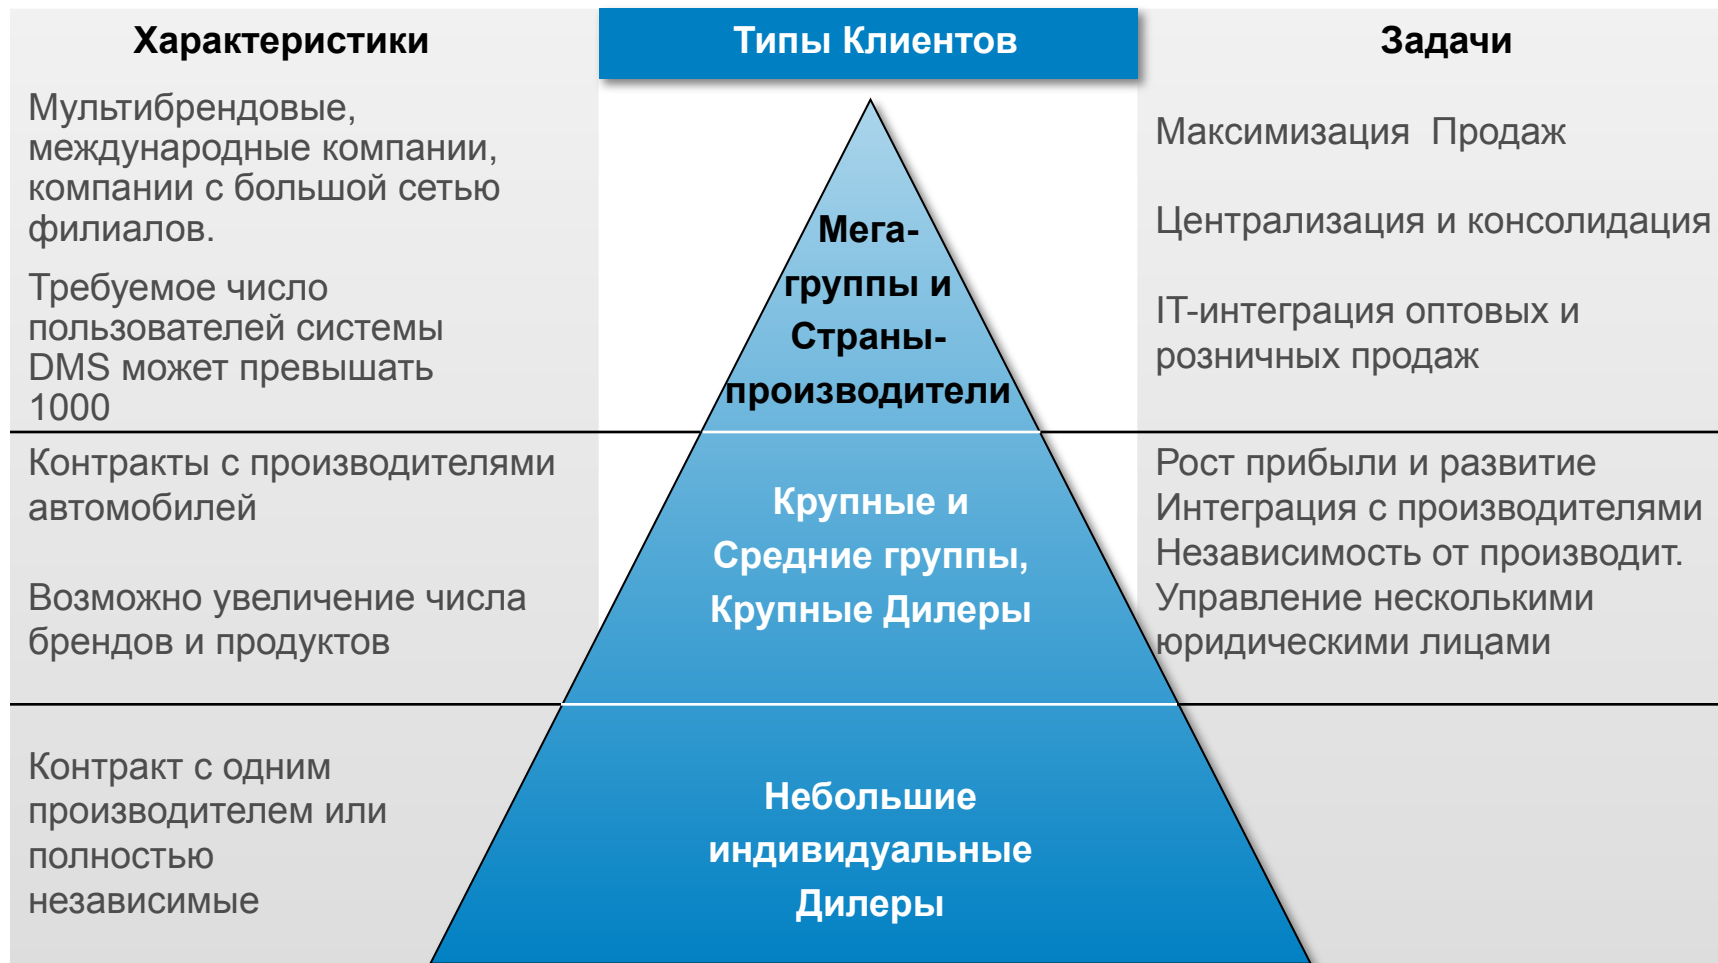 Характеристики
Типы Клиентов
Задачи
Мультибрендовые,
международные компании,
компании с большой сетью
филиалов.
Требуемое число
пользователей системы
DMS может превышать
1000
Мега-
группы и
Страны-
производители
Максимизация  Продаж
Централизация и консолидация
IT-интеграция оптовых и
розничных продаж
Контракты с производителями
автомобилей
Возможно увеличение числа
брендов и продуктов
Крупные и
Средние группы,
Крупные Дилеры
Рост прибыли и развитие
Интеграция с производителями
Независимость от производит.
Управление несколькими
юридическими лицами
Контракт с одним
производителем или
полностью
независимые
Небольшие
индивидуальные
Дилеры